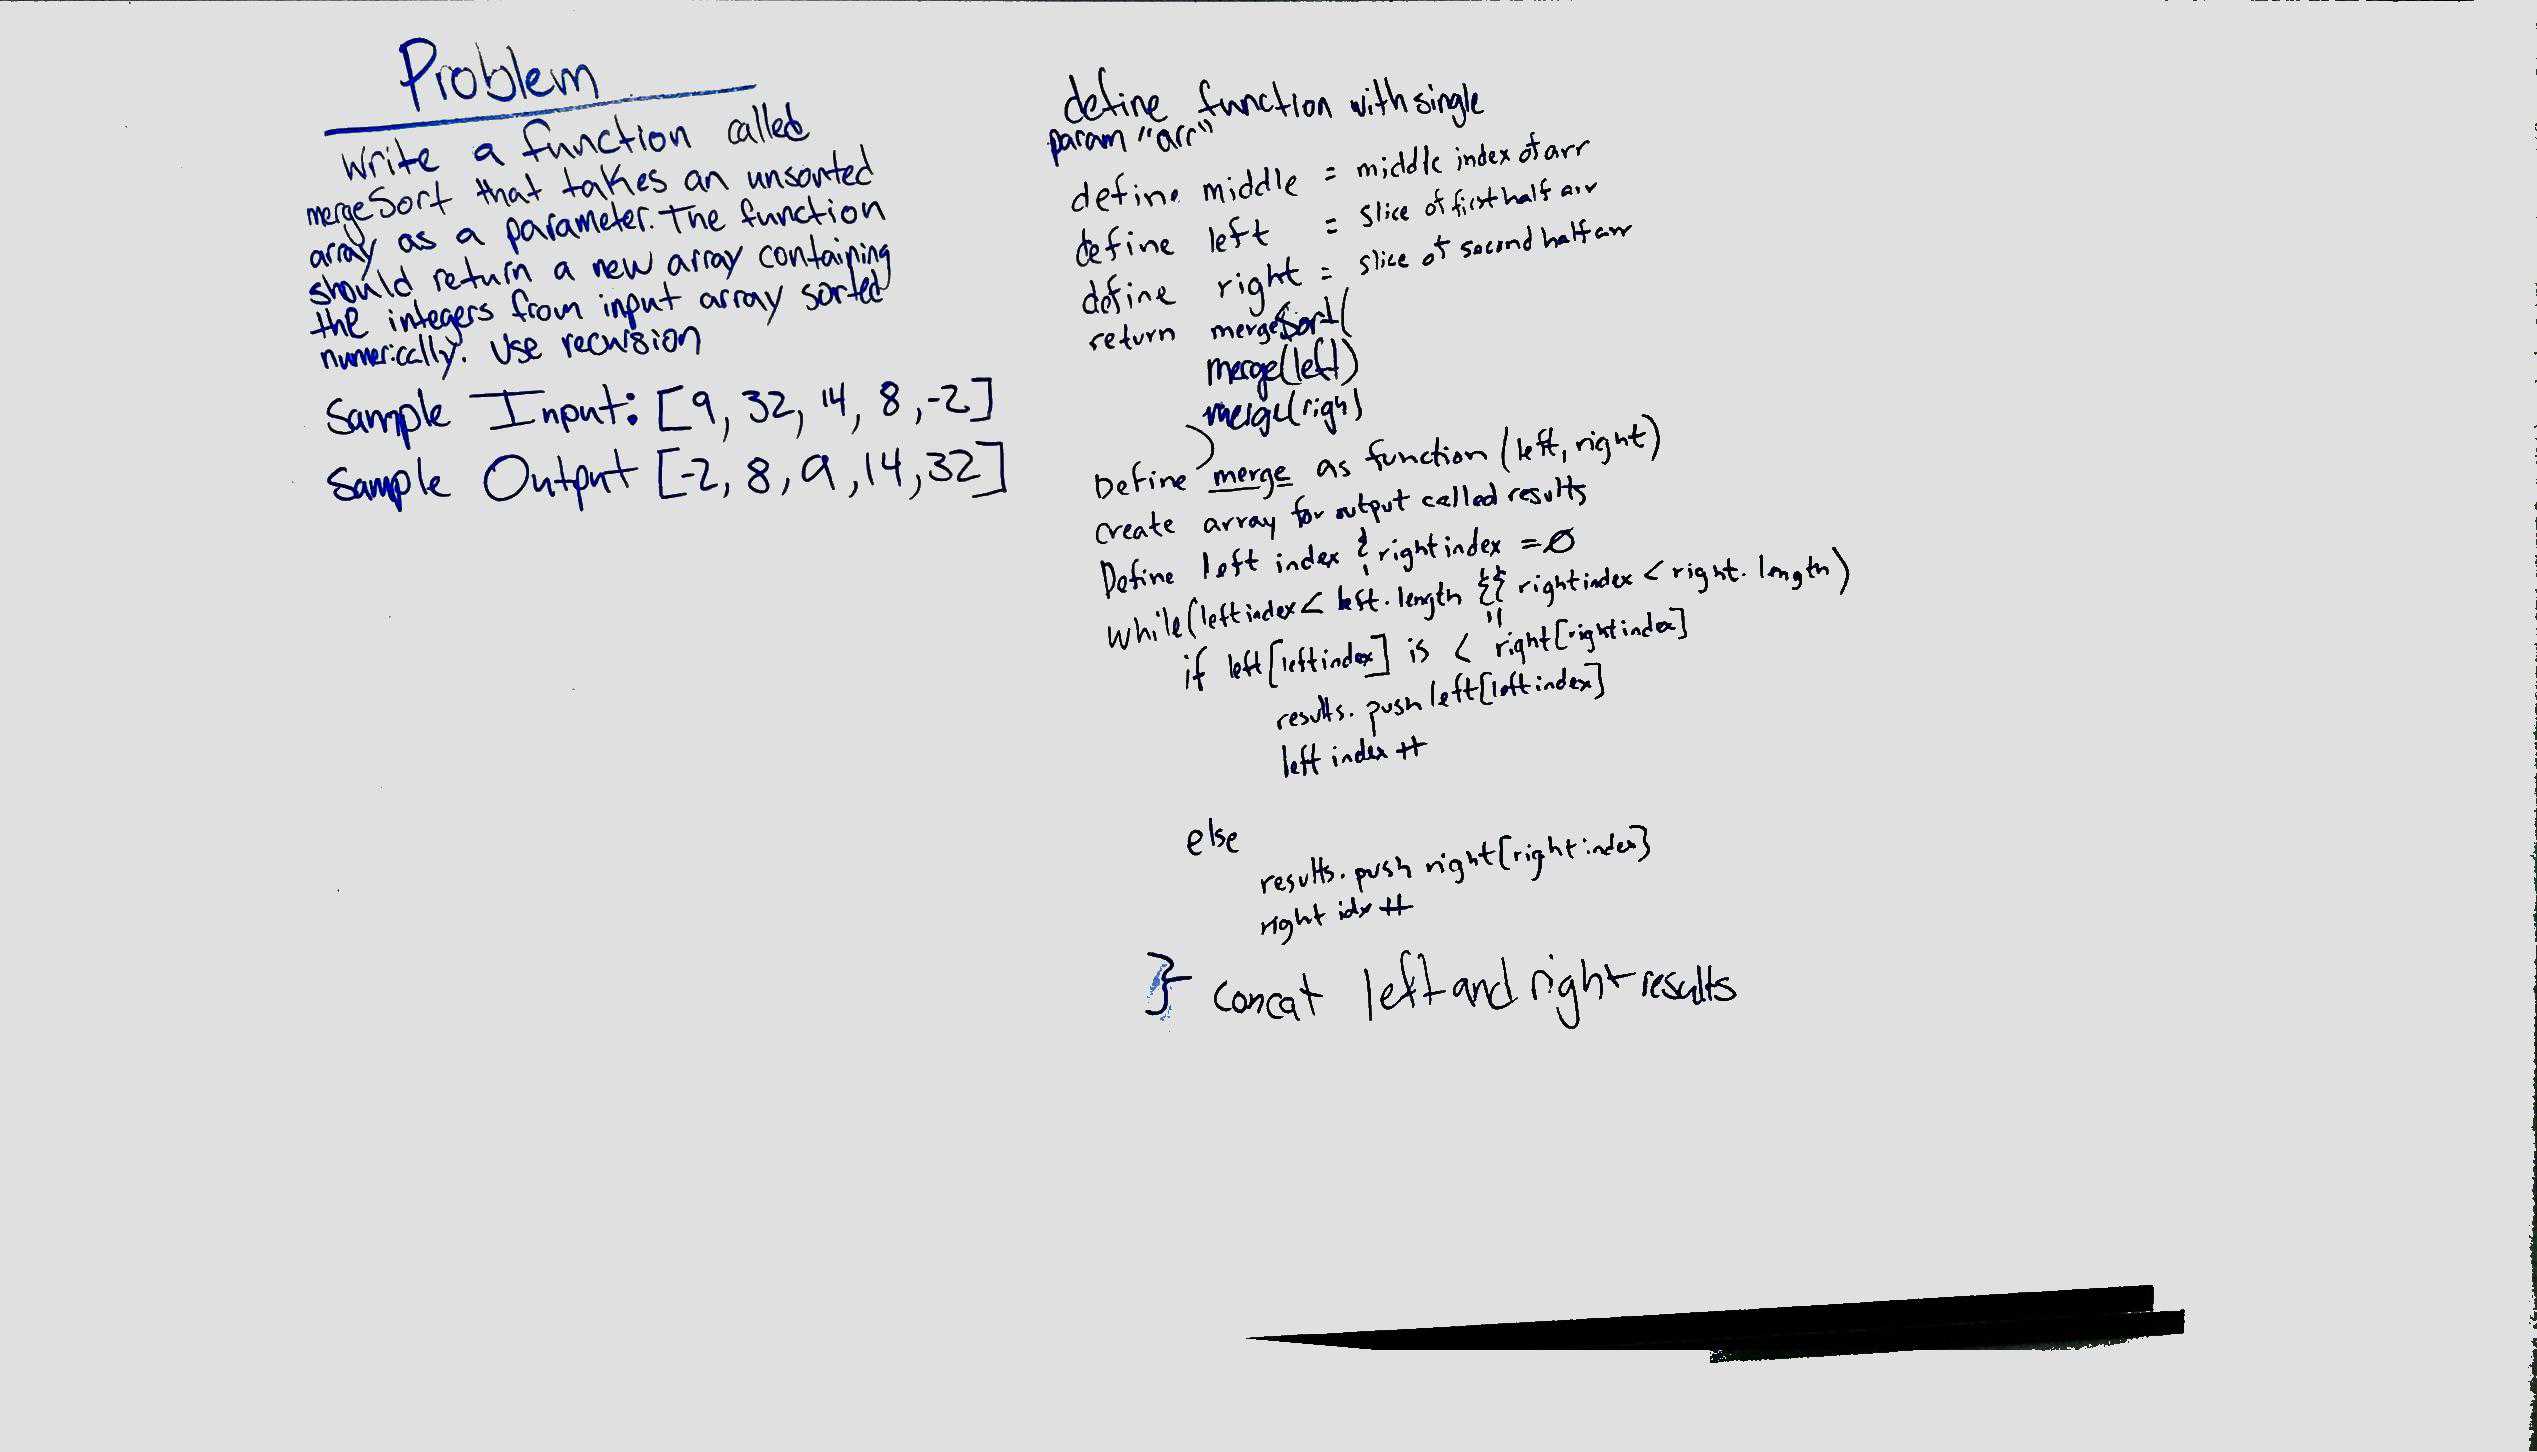 Problem
Write a function called
mergeSort that takes an unsorted
array as a parameter. The function
should return a new array containing
the integers from input array sorted
numerically. Use recursion
Sample Input: [9, 32, 14, 8, -2]
Sample Output [-2, 8, 9, 14, 32]
define function with single
param "arr"
define middle = middle index of arr
define left = slice of first half arr
define right = slice of second half arr
return mergeSort(
merge(left)
merge(righ)
)
Define merge as function (left, right)
create array for output called results
Define left index & right index = Ø
while(leftindex < left.length && rightindex < right.length)
if left[leftindex] is < right[rightindex]
results.push left[leftindex]
left index ++
else
results.push right[rightindex]
right idx ++
} concat left and right results